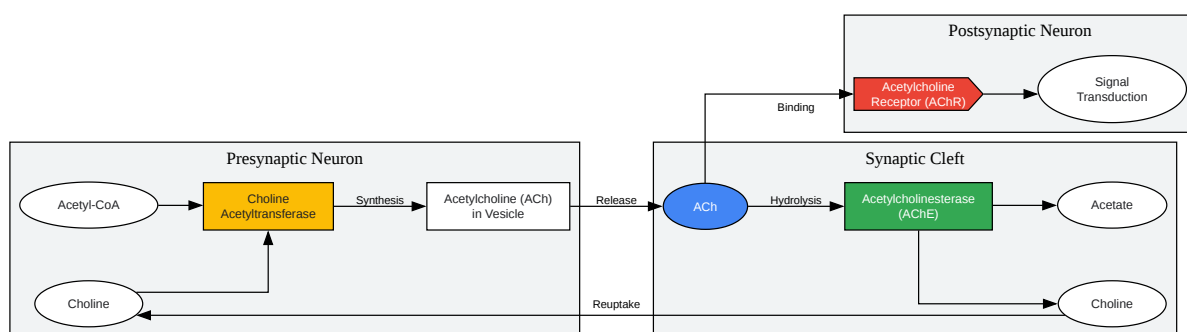 Postsynaptic Neuron
Acetylcholine
Receptor (AChR)
Signal
Transduction
Binding
Presynaptic Neuron
Synaptic Cleft
Acetyl-CoA
Choline
Acetyltransferase
Synthesis
Acetylcholine (ACh)
in Vesicle
Release
ACh
Hydrolysis
Acetylcholinesterase
(AChE)
Acetate
Choline
Reuptake
Choline